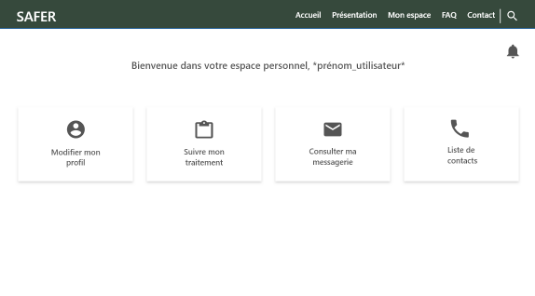 SAFER
Accueil Présentation Mon espace FAQ Contact
Bienvenue dans votre espace personnel, *prénom_utilisateur*
Modifier mon
profil
Suivre mon
traitement
Consulter ma
messagerie
Liste de
contacts